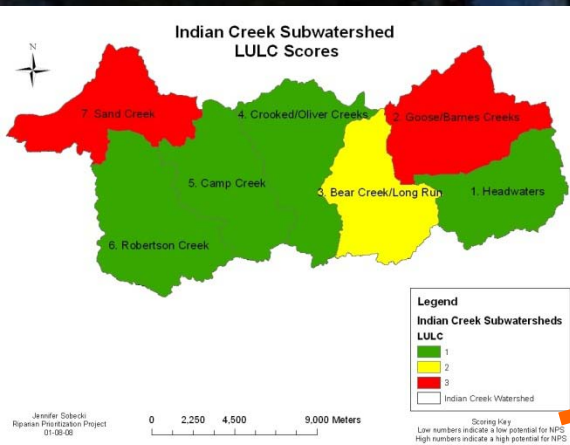 Indian Creek Subwatershed
LULC Scores
N
7. Sand Creek
4. Crooked/Oliver Creeks
2. Goose/Barnes Creeks
5. Camp Creek
3. Bear Creek/Long Run
1. Headwaters
6. Robertson Creek
Legend
Indian Creek Subwatersheds
LULC
1
2
3
Indian Creek Watershed
Jennifer Sobecki
Riparian Prioritization Project
01-08-08
0 2,250 4,500 9,000 Meters
Scoring Key
Low numbers indicate a low potential for NPS
High numbers indicate a high potential for NPS